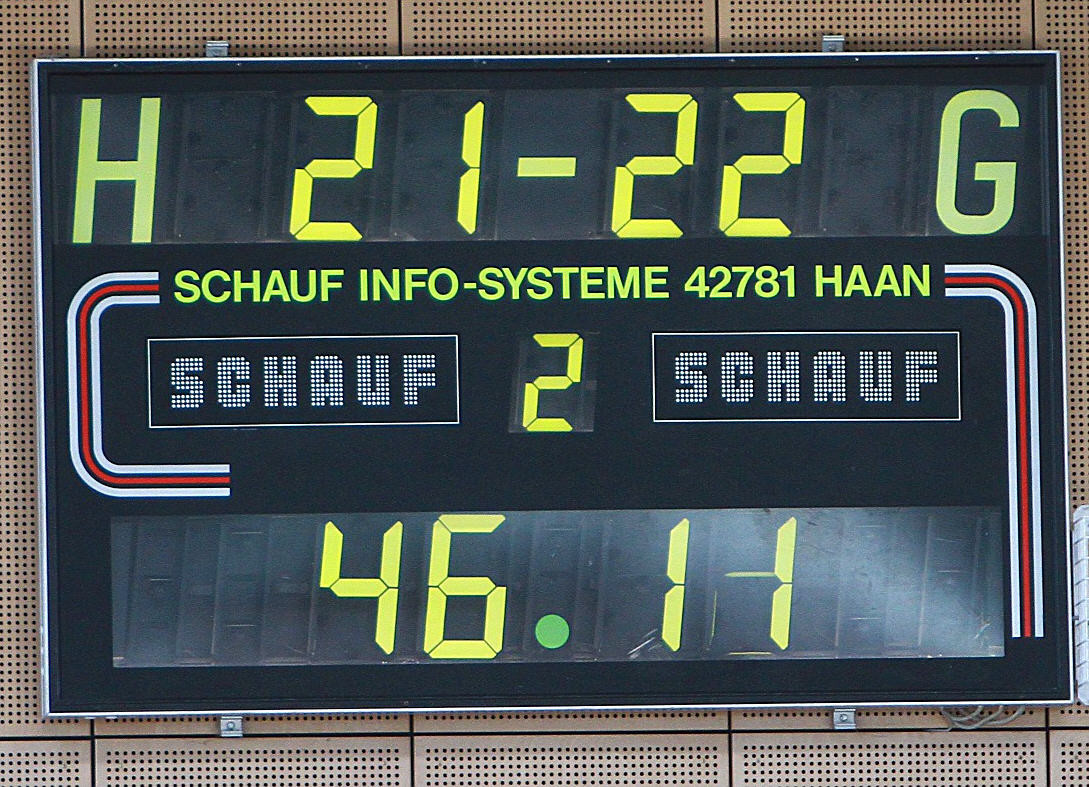 H 21-22 G
SCHAUF INFO-SYSTEME 42781 HAAN
SCHAUF 2 SCHAUF
46.11